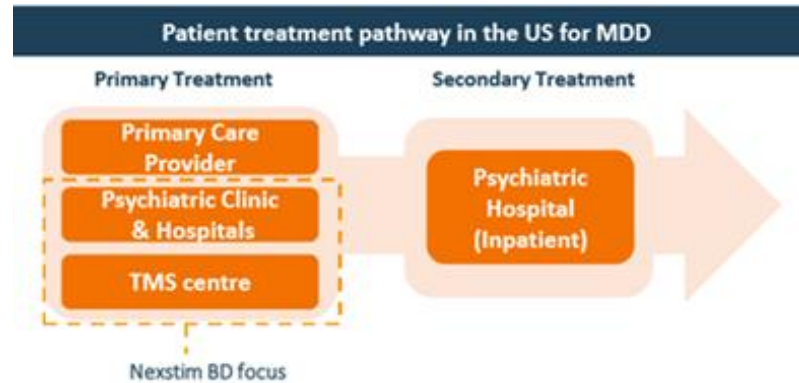 Patient treatment pathway in the US for MDD
Primary Treatment
Secondary Treatment
Primary Care
Provider
Psychiatric Clinic
& Hospitals
TMS centre
Psychiatric
Hospital
(Inpatient)
Nexstim BD focus